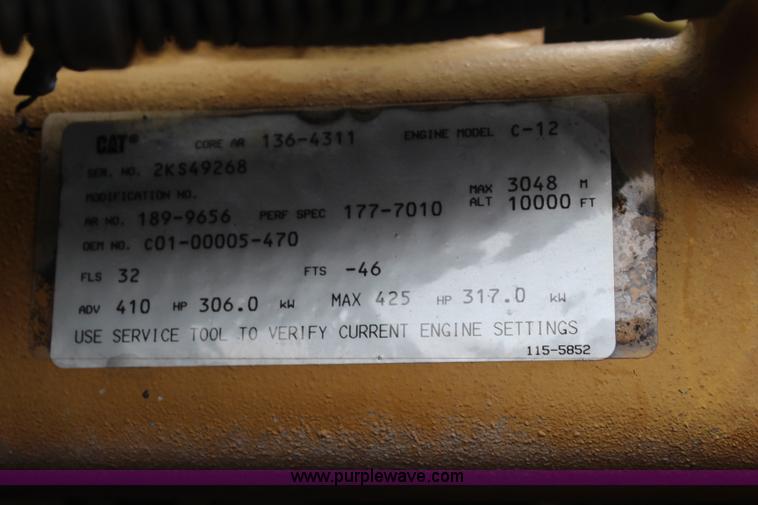 CAT® CORE AR 136-4311 ENGINE MODEL C-12
SER. NO. 2KS49268
MODIFICATION NO.
AR NO. 189-9656 PERF SPEC 177-7010 MAX ALT 3048 M 10000 FT
OEM NO. C01-00005-470
FLS 32 FTS -46
ADV 410 HP 306.0 kW MAX 425 HP 317.0 kW
USE SERVICE TOOL TO VERIFY CURRENT ENGINE SETTINGS
115-5852
www.purplewave.com